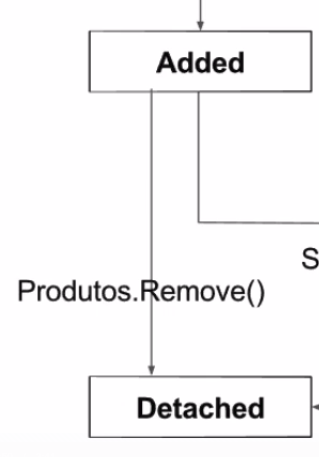 Added
S
Produtos.Remove()
Detached